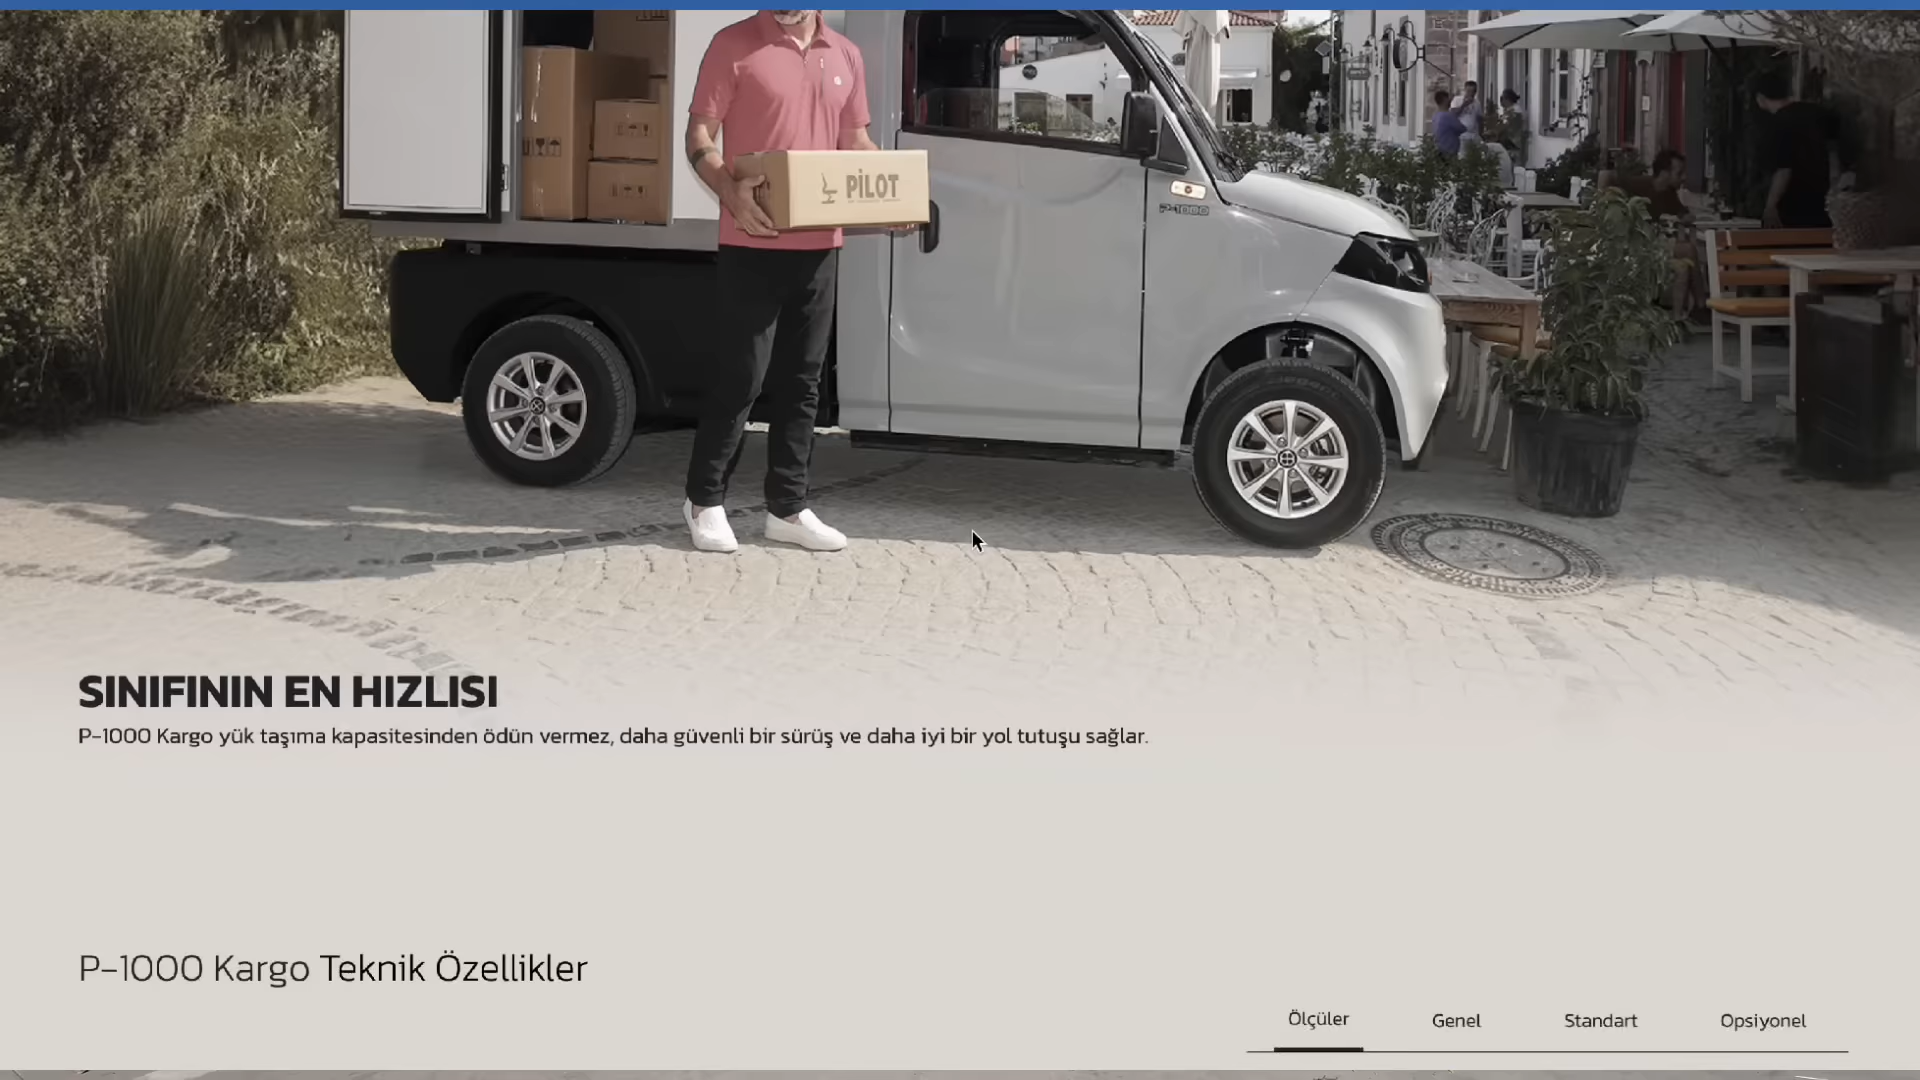 PİLOT
P-1000
SINIFININ EN HIZLISI
P-1000 Kargo yük taşıma kapasitesinden ödün vermez, daha güvenli bir sürüş ve daha iyi bir yol tutuşu sağlar.
P-1000 Kargo Teknik Özellikler
Ölçüler Genel Standart Opsiyonel